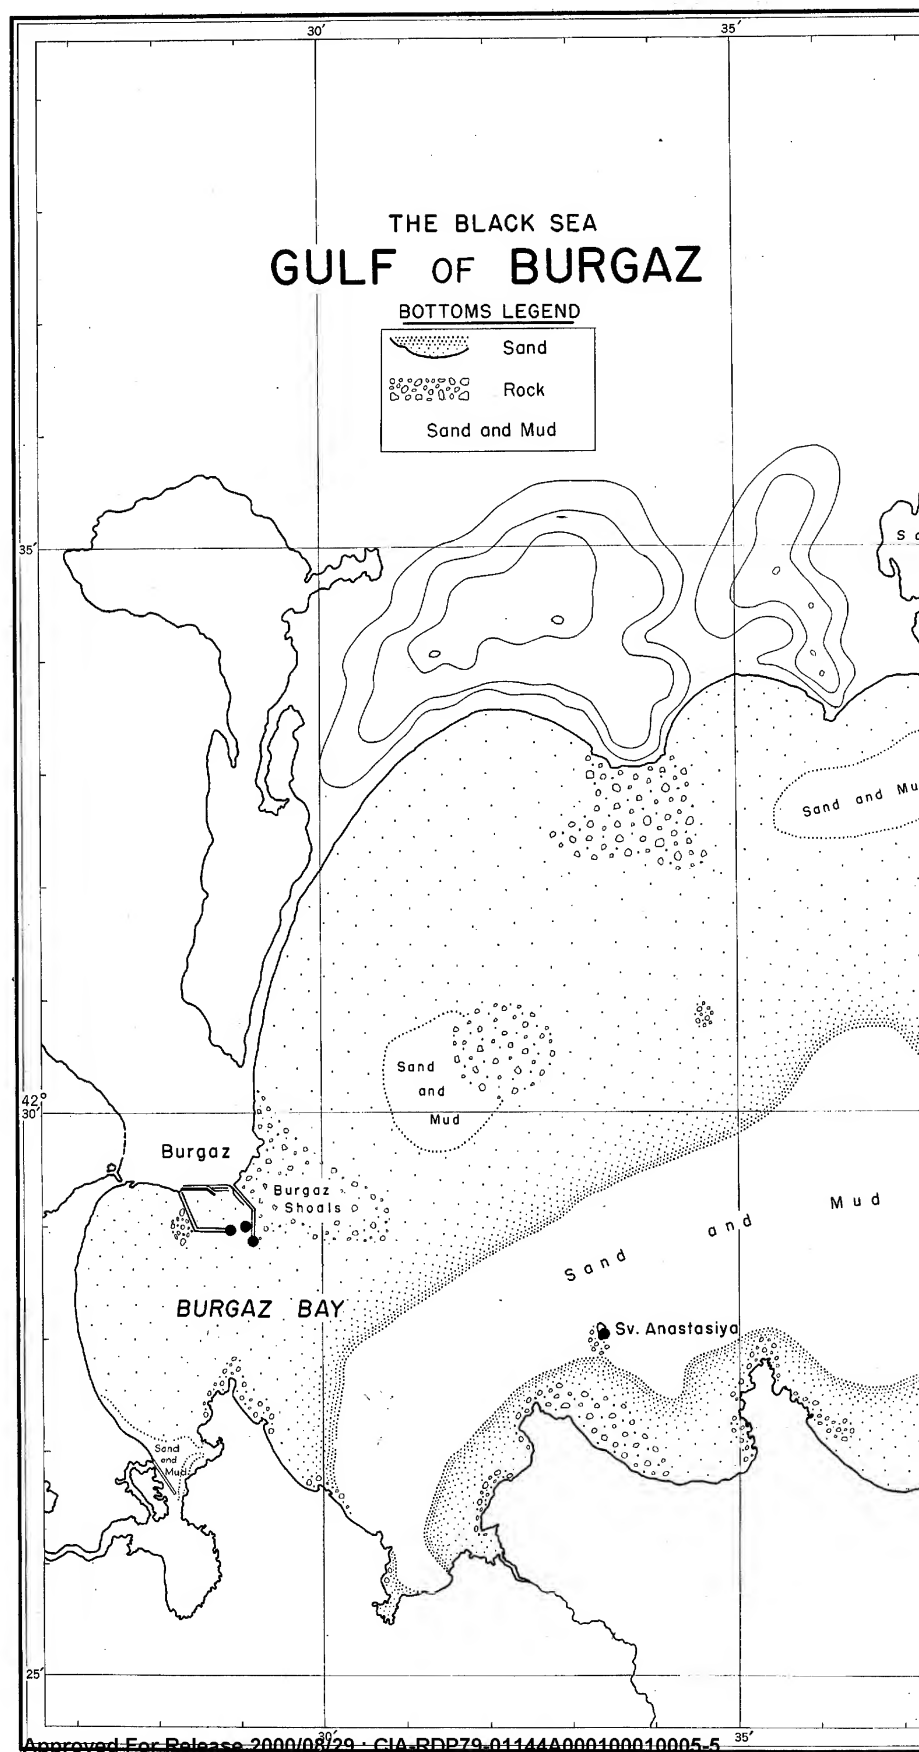 30' 35'
THE BLACK SEA
GULF OF BURGAZ
BOTTOMS LEGEND
Sand
Rock
Sand and Mud
35'
Sand and Mu
Sand
and
Mud
42°
30'
Burgaz
Burgaz
Shoals
Mud
and
Sand
BURGAZ BAY
Sv. Anastasiya
Sand
and
Mud
25'
30' 35'
Approved For Release 2000/08/29 : CIA-RDP79-01144A000100010005-5